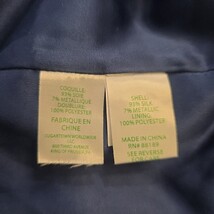 COQUILLE:
93% SOIE
7% METALLIQUE
DOUBLURE:
100% POLYESTER
FABRIQUE EN
CHINE
SHELL:
93% SILK
7% METALLIC
LINING:
100% POLYESTER
MADE IN CHINA
SEE REVERSE